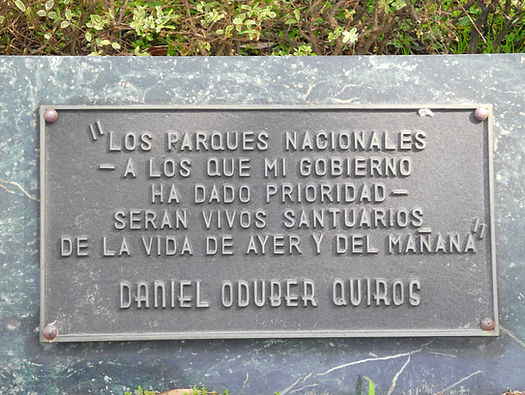 "LOS PARQUES NACIONALES
—A LOS QUE MI GOBIERNO
HA DADO PRIORIDAD—
SERAN VIVOS SANTUARIOS
DE LA VIDA DE AYER Y DEL MAÑANA"
DANIEL ODUBER QUIROS